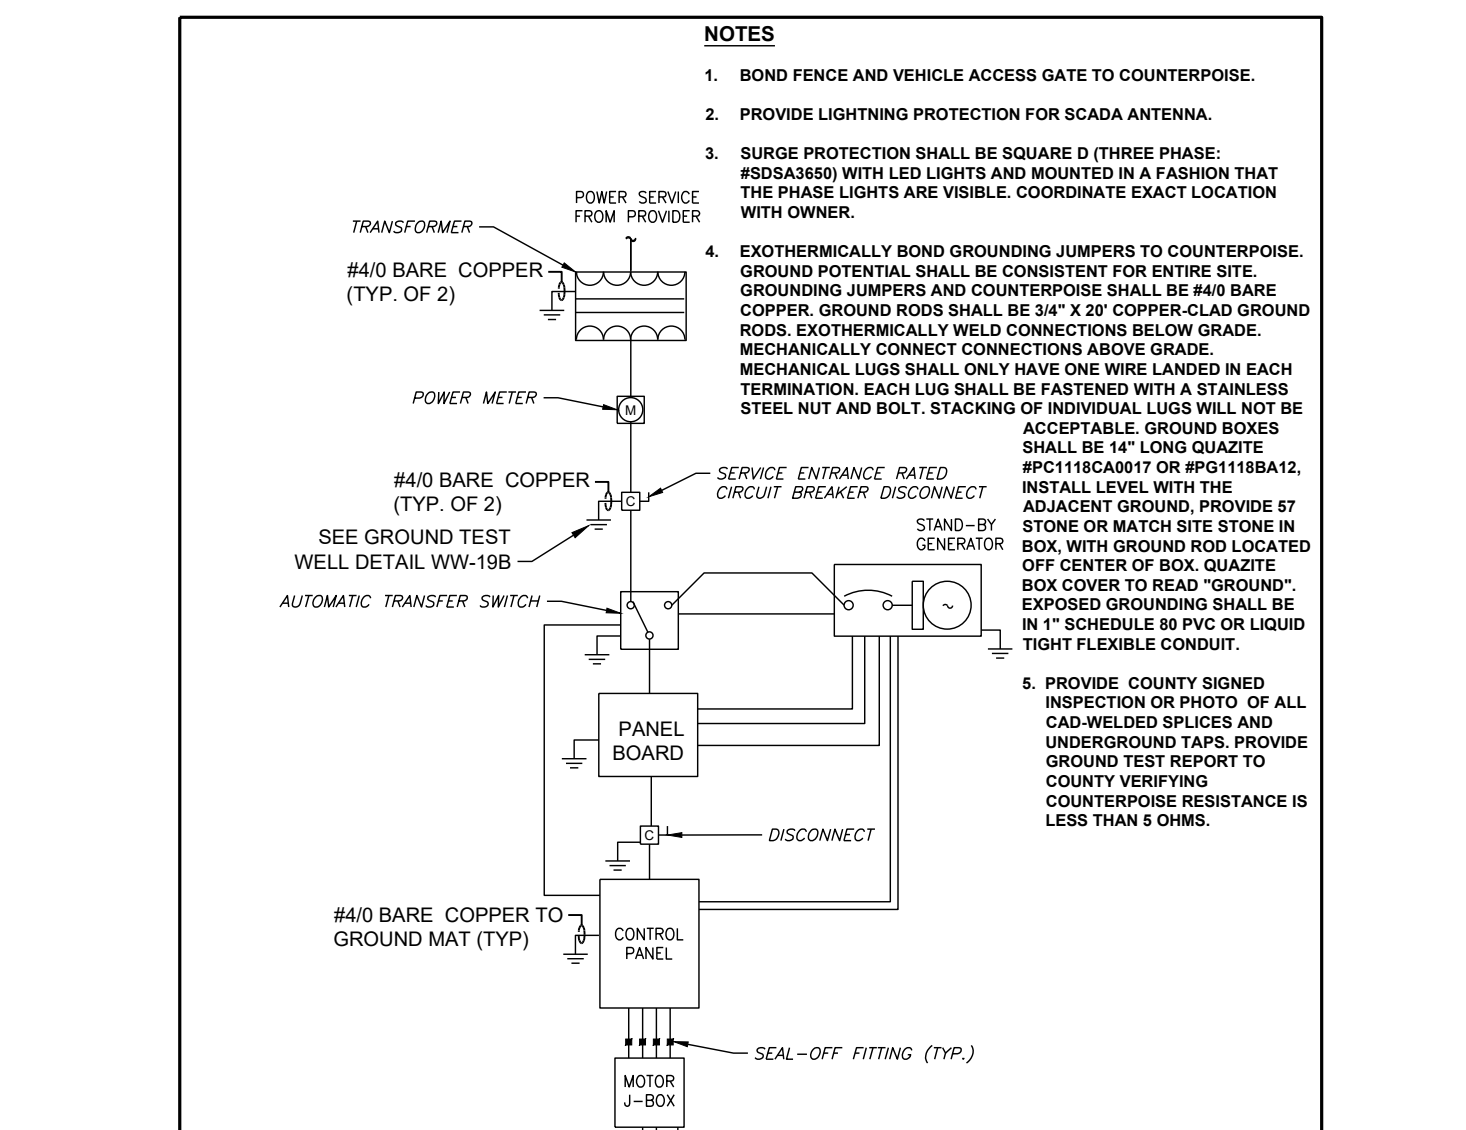 NOTES
1. BOND FENCE AND VEHICLE ACCESS GATE TO COUNTERPOISE.
2. PROVIDE LIGHTNING PROTECTION FOR SCADA ANTENNA.
3. SURGE PROTECTION SHALL BE SQUARE D (THREE PHASE:
#SDSA3650) WITH LED LIGHTS AND MOUNTED IN A FASHION THAT
THE PHASE LIGHTS ARE VISIBLE. COORDINATE EXACT LOCATION
WITH OWNER.
4. EXOTHERMICALLY BOND GROUNDING JUMPERS TO COUNTERPOISE.
GROUND POTENTIAL SHALL BE CONSISTENT FOR ENTIRE SITE.
GROUNDING JUMPERS AND COUNTERPOISE SHALL BE #4/0 BARE
COPPER. GROUND RODS SHALL BE 3/4" X 20' COPPER-CLAD GROUND
RODS. EXOTHERMICALLY WELD CONNECTIONS BELOW GRADE.
MECHANICALLY CONNECT CONNECTIONS ABOVE GRADE.
MECHANICAL LUGS SHALL ONLY HAVE ONE WIRE LANDED IN EACH
TERMINATION. EACH LUG SHALL BE FASTENED WITH A STAINLESS
STEEL NUT AND BOLT. STACKING OF INDIVIDUAL LUGS WILL NOT BE
ACCEPTABLE. GROUND BOXES
SHALL BE 14" LONG QUAZITE
#PC1118CA0017 OR #PG1118BA12,
INSTALL LEVEL WITH THE
ADJACENT GROUND, PROVIDE 57
STONE OR MATCH SITE STONE IN
BOX, WITH GROUND ROD LOCATED
OFF CENTER OF BOX. QUAZITE
BOX COVER TO READ "GROUND".
EXPOSED GROUNDING SHALL BE
IN 1" SCHEDULE 80 PVC OR LIQUID
TIGHT FLEXIBLE CONDUIT.
5. PROVIDE COUNTY SIGNED
INSPECTION OR PHOTO OF ALL
CAD-WELDED SPLICES AND
UNDERGROUND TAPS. PROVIDE
GROUND TEST REPORT TO
COUNTY VERIFYING
COUNTERPOISE RESISTANCE IS
LESS THAN 5 OHMS.
POWER SERVICE
FROM PROVIDER
TRANSFORMER
#4/0 BARE COPPER
(TYP. OF 2)
POWER METER
M
#4/0 BARE COPPER
(TYP. OF 2)
C
SERVICE ENTRANCE RATED
CIRCUIT BREAKER DISCONNECT
SEE GROUND TEST
WELL DETAIL WW-19B
STAND-BY
GENERATOR
~
AUTOMATIC TRANSFER SWITCH
PANEL
BOARD
C
DISCONNECT
#4/0 BARE COPPER TO
GROUND MAT (TYP)
CONTROL
PANEL
SEAL-OFF FITTING (TYP.)
MOTOR
J-BOX